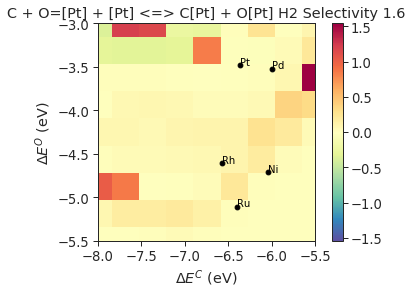 C + O=[Pt] + [Pt] <=> C[Pt] + O[Pt] H2 Selectivity 1.6
−3.0
−3.5
−4.0
−4.5
−5.0
−5.5
ΔE^O (eV)
Pt
Pd
Rh
Ni
Ru
−8.0 −7.5 −7.0 −6.5 −6.0 −5.5
ΔE^C (eV)
1.5
1.0
0.5
0.0
−0.5
−1.0
−1.5